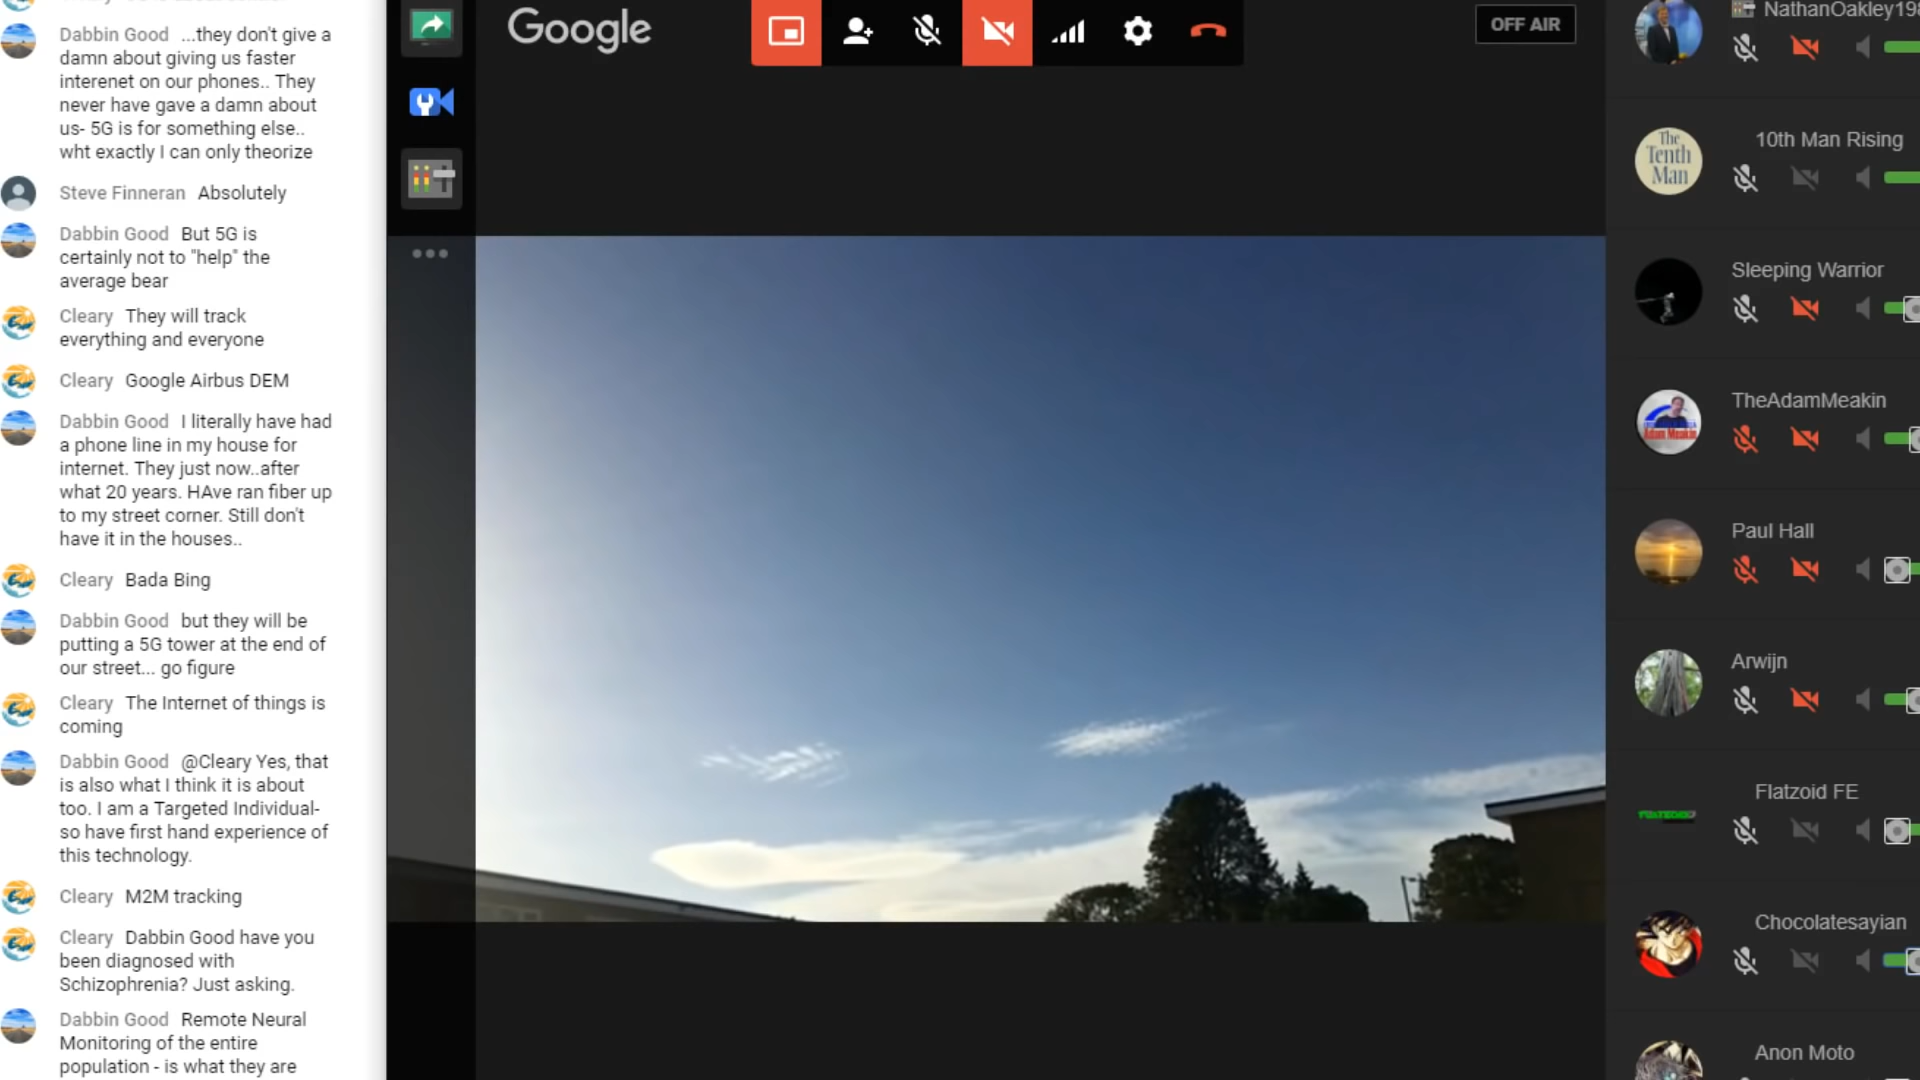 Dabbin Good ...they don't give a
damn about giving us faster
interenet on our phones.. They
never have gave a damn about
us- 5G is for something else..
wht exactly I can only theorize
Steve Finneran Absolutely
Dabbin Good But 5G is
certainly not to "help" the
average bear
Cleary They will track
everything and everyone
Cleary Google Airbus DEM
Dabbin Good I literally have had
a phone line in my house for
internet. They just now..after
what 20 years. HAve ran fiber up
to my street corner. Still don't
have it in the houses..
Cleary Bada Bing
Dabbin Good but they will be
putting a 5G tower at the end of
our street... go figure
Cleary The Internet of things is
coming
Dabbin Good @Cleary Yes, that
is also what I think it is about
too. I am a Targeted Individual-
so have first hand experience of
this technology.
Cleary M2M tracking
Cleary Dabbin Good have you
been diagnosed with
Schizophrenia? Just asking.
Dabbin Good Remote Neural
Monitoring of the entire
population - is what they are
Google
OFF AIR
NathanOakley198
10th Man Rising
The
Tenth
Man
Sleeping Warrior
TheAdamMeakin
Adam Meakin
Paul Hall
Arwijn
Flatzoid FE
Chocolatesayian
Anon Moto